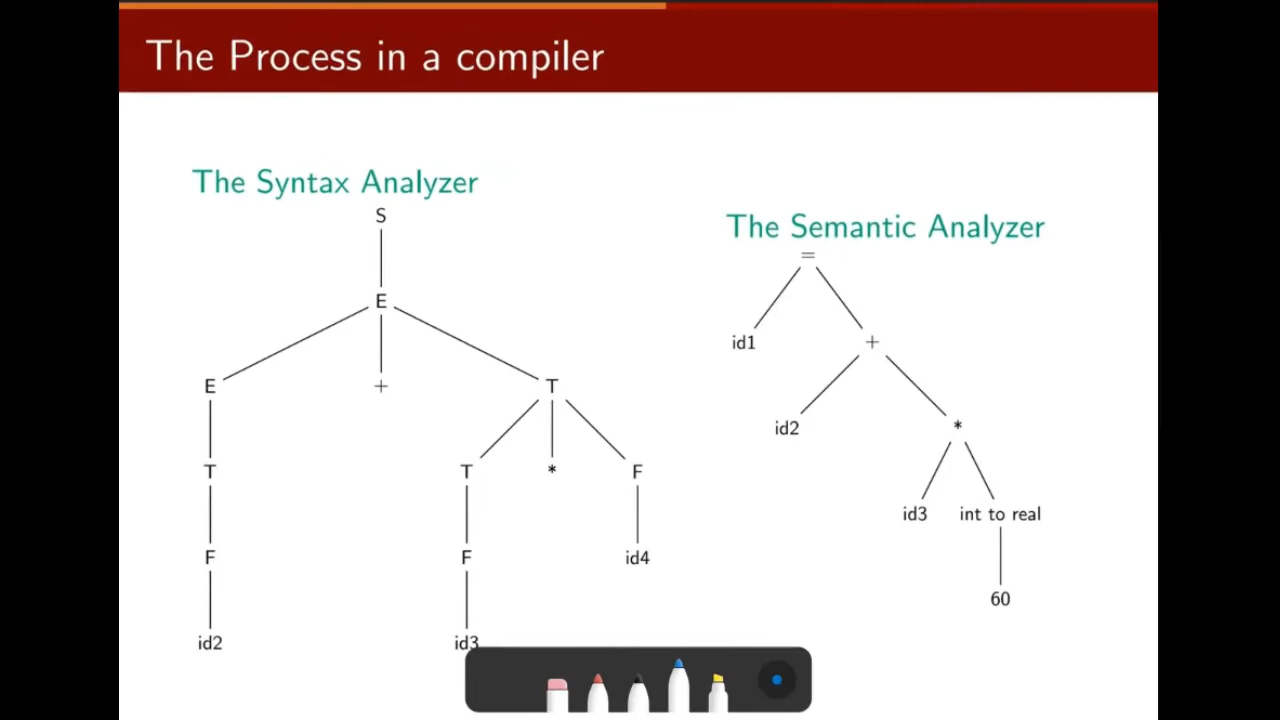 The Process in a compiler
The Syntax Analyzer
S
E
E + T
T T * F
F F id4
id2 id3
The Semantic Analyzer
=
id1 +
id2 *
id3 int to real
60